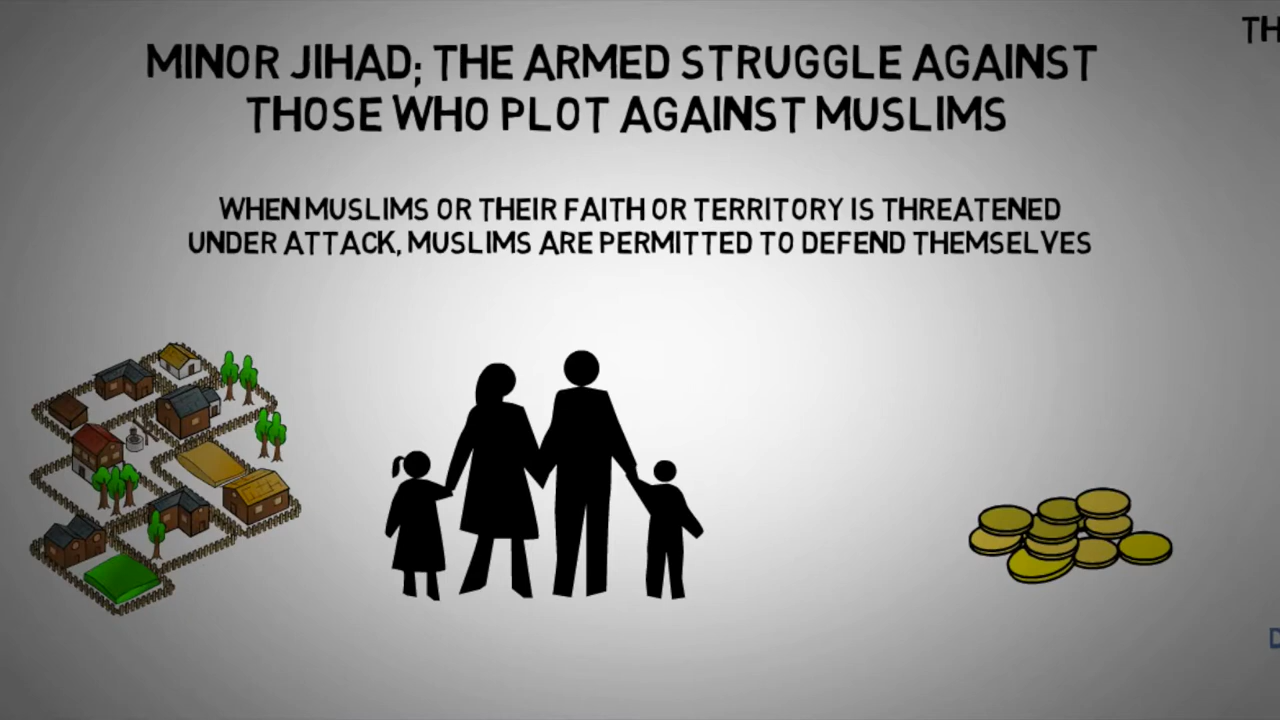 MINOR JIHAD; THE ARMED STRUGGLE AGAINST
THOSE WHO PLOT AGAINST MUSLIMS
WHEN MUSLIMS OR THEIR FAITH OR TERRITORY IS THREATENED
UNDER ATTACK, MUSLIMS ARE PERMITTED TO DEFEND THEMSELVES